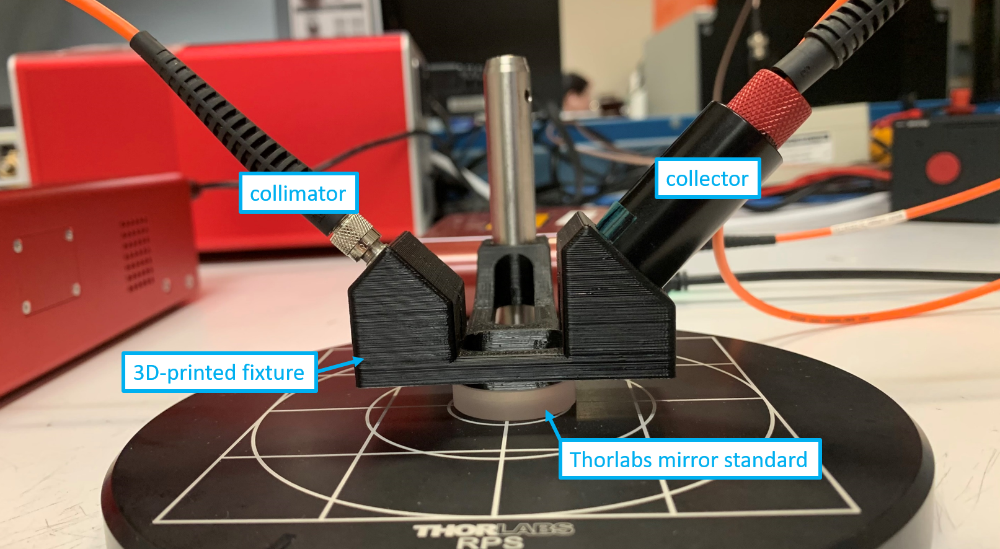 collimator
collector
3D-printed fixture
Thorlabs mirror standard
THORLABS
RPS